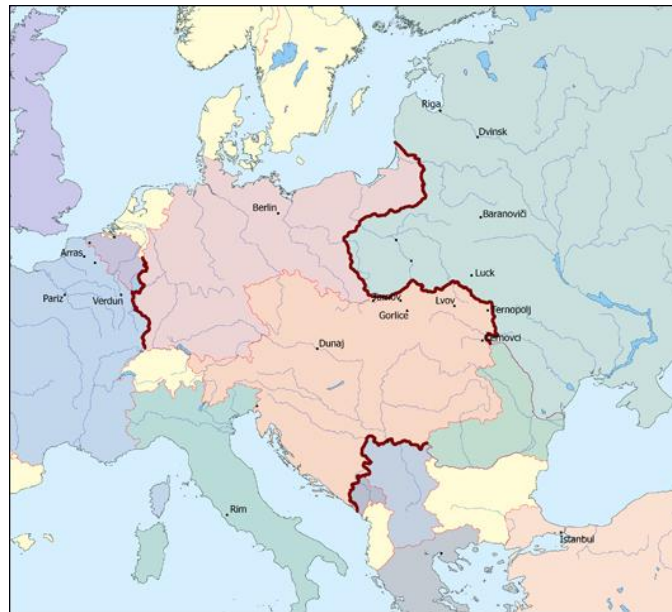 Riga
Dvinsk
Berlin
Baranoviči
Arras
Luck
Pariz
Verdun
Lvov
Ternopolj
Gorlice
Dunaj
Rim
Istanbul